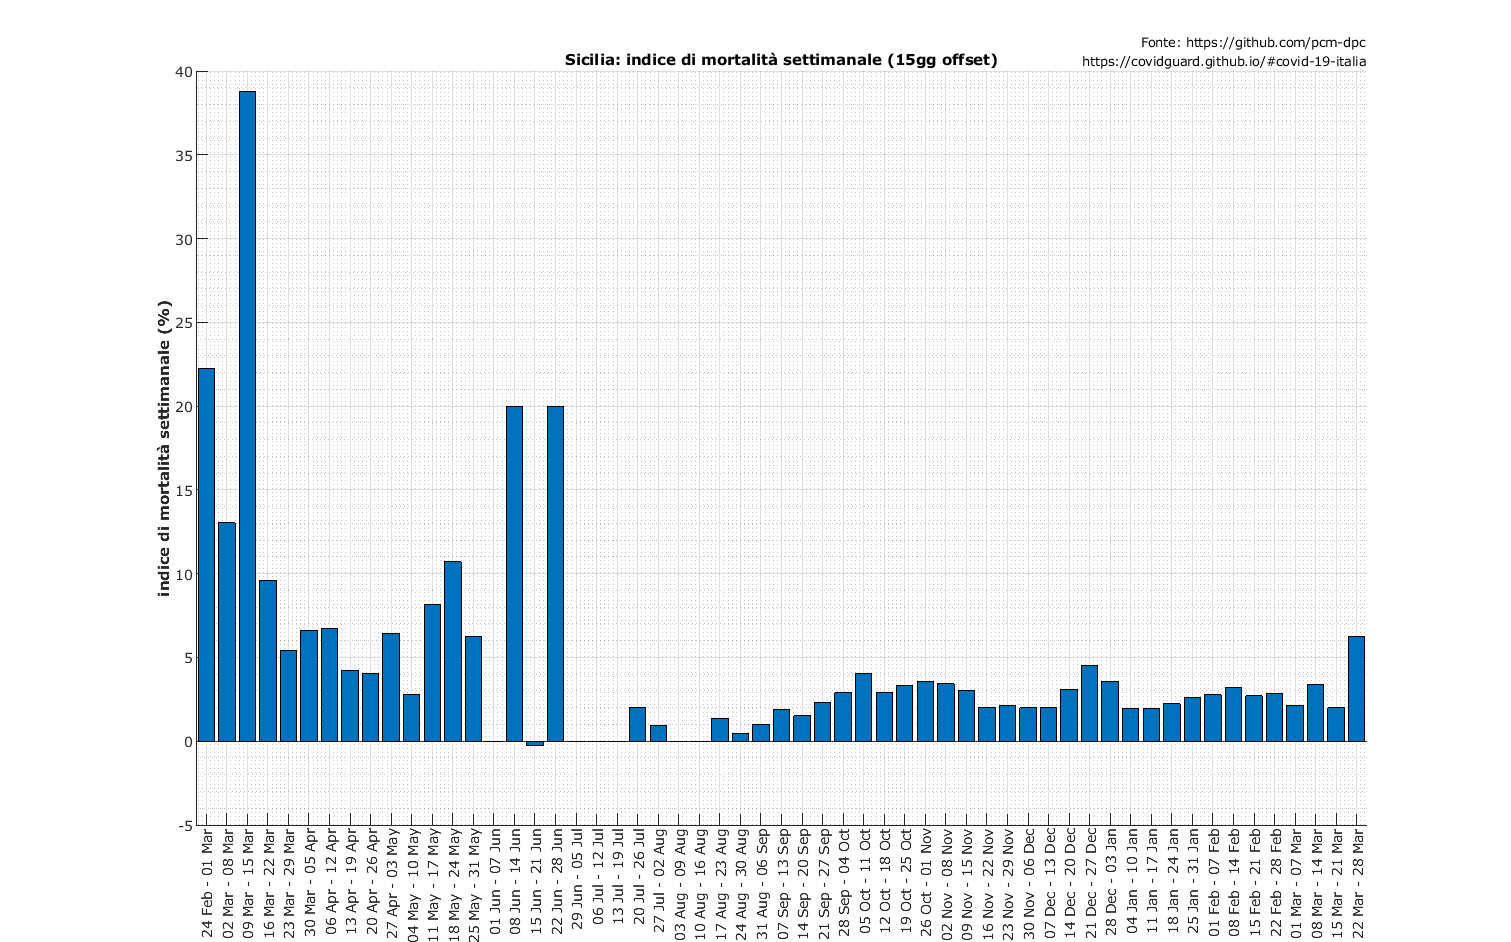 Fonte: https://github.com/pcm-dpc
Sicilia: indice di mortalità settimanale (15gg offset)
https://covidguard.github.io/#covid-19-italia
indice di mortalità settimanale (%)
40
35
30
25
20
15
10
5
0
-5
24 Feb - 01 Mar
02 Mar - 08 Mar
09 Mar - 15 Mar
16 Mar - 22 Mar
23 Mar - 29 Mar
30 Mar - 05 Apr
06 Apr - 12 Apr
13 Apr - 19 Apr
20 Apr - 26 Apr
27 Apr - 03 May
04 May - 10 May
11 May - 17 May
18 May - 24 May
25 May - 31 May
01 Jun - 07 Jun
08 Jun - 14 Jun
15 Jun - 21 Jun
22 Jun - 28 Jun
29 Jun - 05 Jul
06 Jul - 12 Jul
13 Jul - 19 Jul
20 Jul - 26 Jul
27 Jul - 02 Aug
03 Aug - 09 Aug
10 Aug - 16 Aug
17 Aug - 23 Aug
24 Aug - 30 Aug
31 Aug - 06 Sep
07 Sep - 13 Sep
14 Sep - 20 Sep
21 Sep - 27 Sep
28 Sep - 04 Oct
05 Oct - 11 Oct
12 Oct - 18 Oct
19 Oct - 25 Oct
26 Oct - 01 Nov
02 Nov - 08 Nov
09 Nov - 15 Nov
16 Nov - 22 Nov
23 Nov - 29 Nov
30 Nov - 06 Dec
07 Dec - 13 Dec
14 Dec - 20 Dec
21 Dec - 27 Dec
28 Dec - 03 Jan
04 Jan - 10 Jan
11 Jan - 17 Jan
18 Jan - 24 Jan
25 Jan - 31 Jan
01 Feb - 07 Feb
08 Feb - 14 Feb
15 Feb - 21 Feb
22 Feb - 28 Feb
01 Mar - 07 Mar
08 Mar - 14 Mar
15 Mar - 21 Mar
22 Mar - 28 Mar